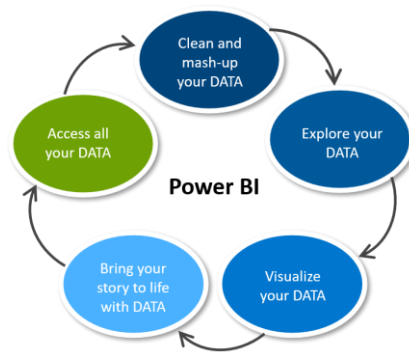 Clean and
mash-up
your DATA
Explore your
DATA
Visualize
your DATA
Bring your
story to life
with DATA
Access all
your DATA
Power BI